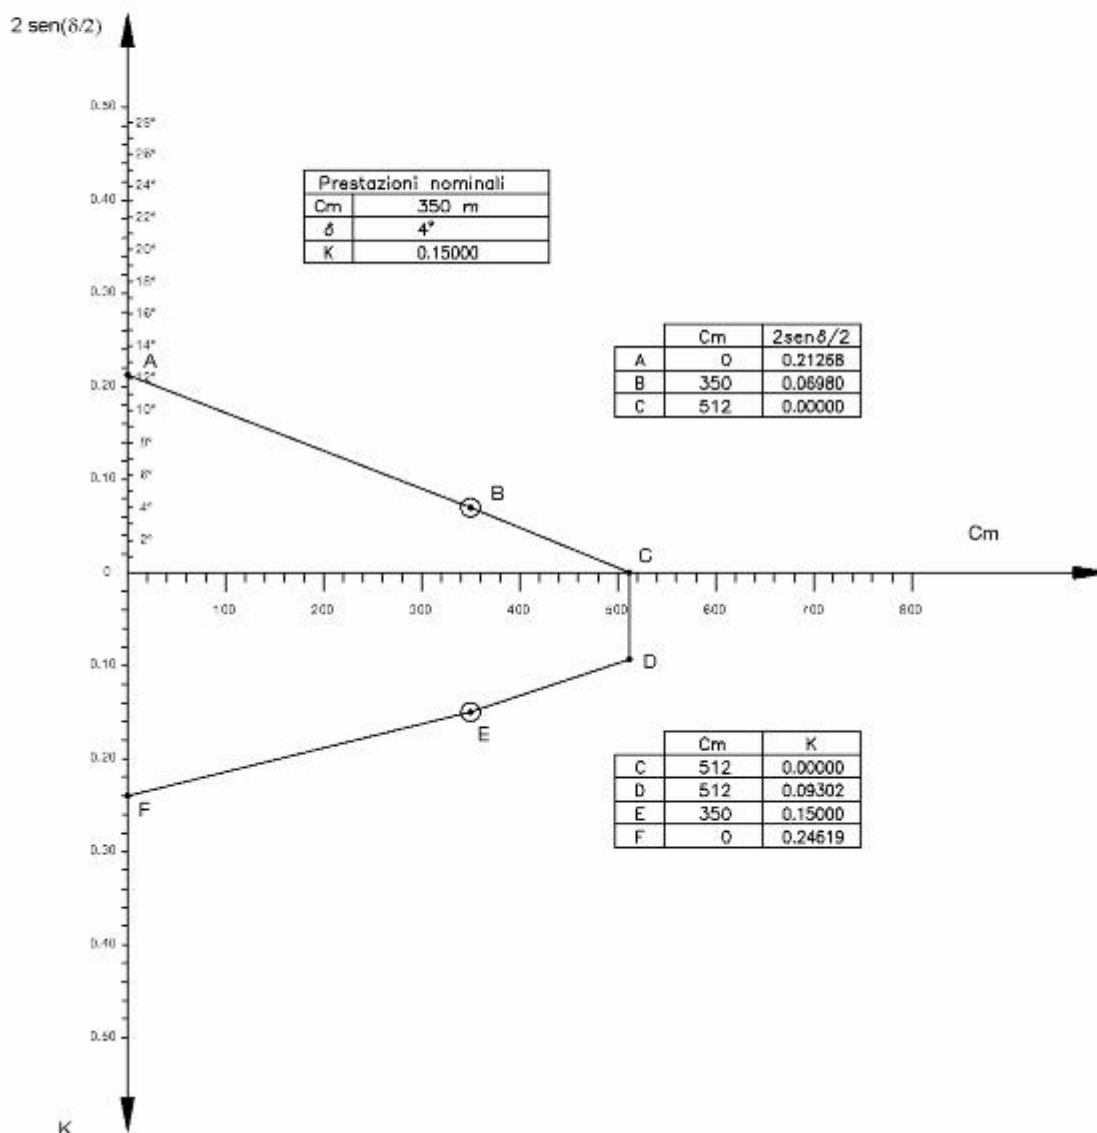 2 sen(δ/2)
0.50
28°
26°
24°
0.40
22°
20°
18°
0.30
16°
14°
12°
0.20
10°
8°
0.10
6°
4°
2°
0
Prestazioni nominali
Cm 350 m
δ 4°
K 0.15000
Cm 2senδ/2
A 0 0.21268
B 350 0.06980
C 512 0.00000
A
B
C
Cm
100 200 300 400 500 600 700 800
D
E
F
0.10
0.20
0.30
0.40
0.50
Cm K
C 512 0.00000
D 512 0.09302
E 350 0.15000
F 0 0.24619
K